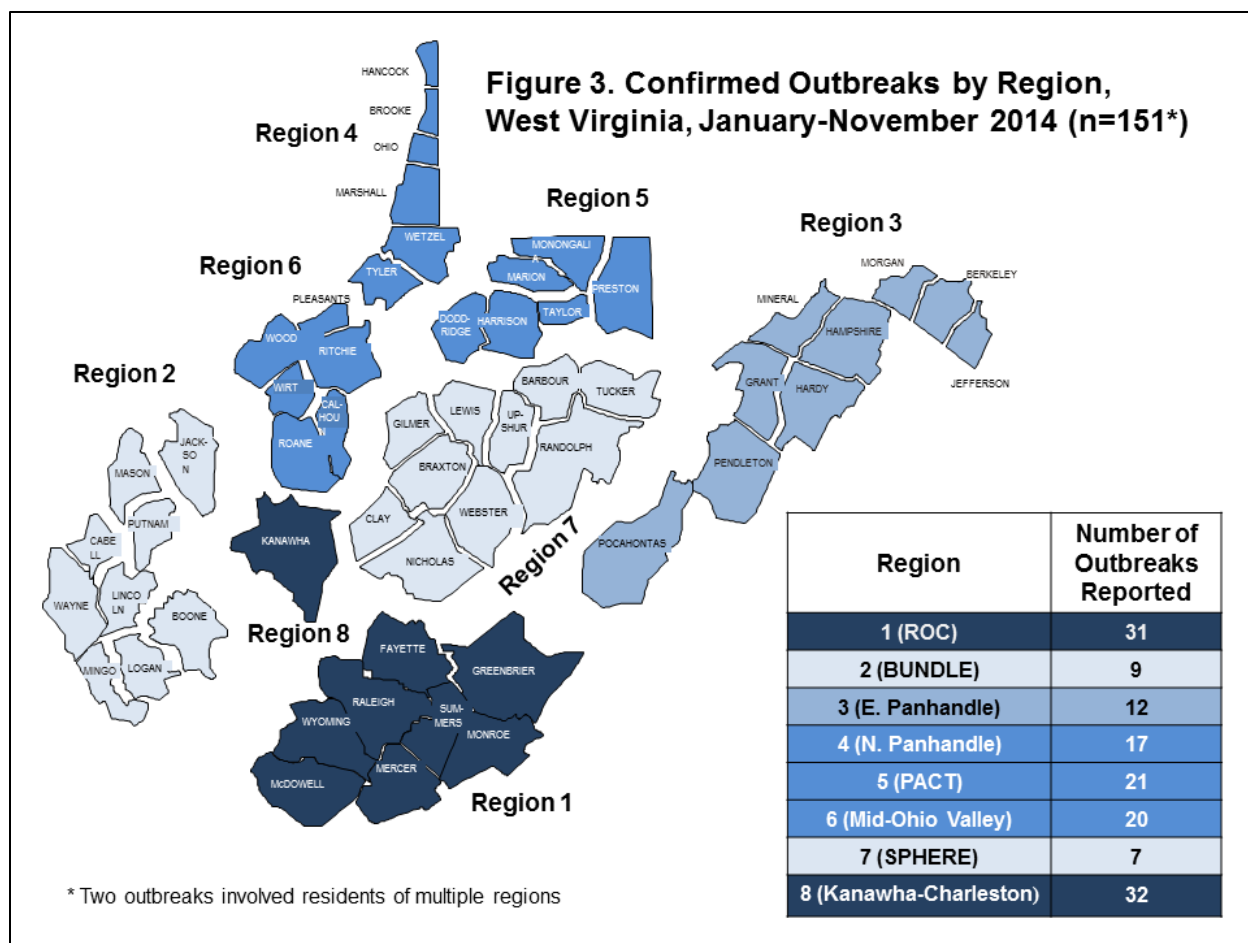 Figure 3. Confirmed Outbreaks by Region,
West Virginia, January-November 2014 (n=151*)
HANCOCK
BROOKE
Region 4
OHIO
MARSHALL
WETZEL
TYLER
Region 5
MONONGALI
A
MARION
PRESTON
TAYLOR
DODD-
RIDGE
HARRISON
Region 3
MORGAN
BERKELEY
MINERAL
HAMPSHIRE
JEFFERSON
GRANT
HARDY
PENDLETON
POCAHONTAS
Region 6
PLEASANTS
WOOD
RITCHIE
WIRT
CAL-
HOU
N
ROANE
Region 2
JACK-
SO
N
MASON
PUTNAM
CABE
LL
WAYNE
LINCO
LN
BOONE
LOGAN
MINGO
BARBOUR
TUCKER
LEWIS
UP-
SHUR
GILMER
RANDOLPH
BRAXTON
WEBSTER
CLAY
NICHOLAS
Region 7
KANAWHA
Region 8
FAYETTE
GREENBRIER
RALEIGH
SUM-
MERS
WYOMING
MONROE
MERCER
McDOWELL
Region 1
Region Number of
Outbreaks
Reported
1 (ROC) 31
2 (BUNDLE) 9
3 (E. Panhandle) 12
4 (N. Panhandle) 17
5 (PACT) 21
6 (Mid-Ohio Valley) 20
7 (SPHERE) 7
8 (Kanawha-Charleston) 32
* Two outbreaks involved residents of multiple regions